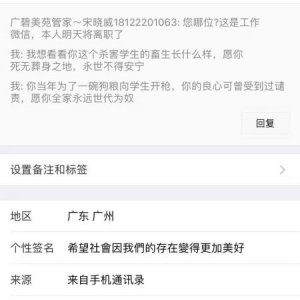 广碧美苑管家～宋晓威18122201063: 您哪位?这是工作
微信，本人明天将离职了
我: 我想看看你这个杀害学生的畜生长什么样，愿你
死无葬身之地，永世不得安宁
我: 你当年为了一碗狗粮向学生开枪，你的良心可曾受到过谴
责，愿你全家永远世代为奴
回复
设置备注和标签
地区 广东 广州
个性签名 希望社會因我們的存在變得更加美好
来源 来自手机通讯录